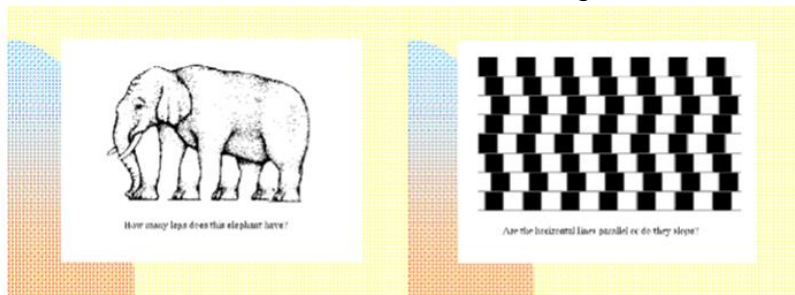 How many legs does this elephant have?
Are the horizontal lines parallel or do they slope?